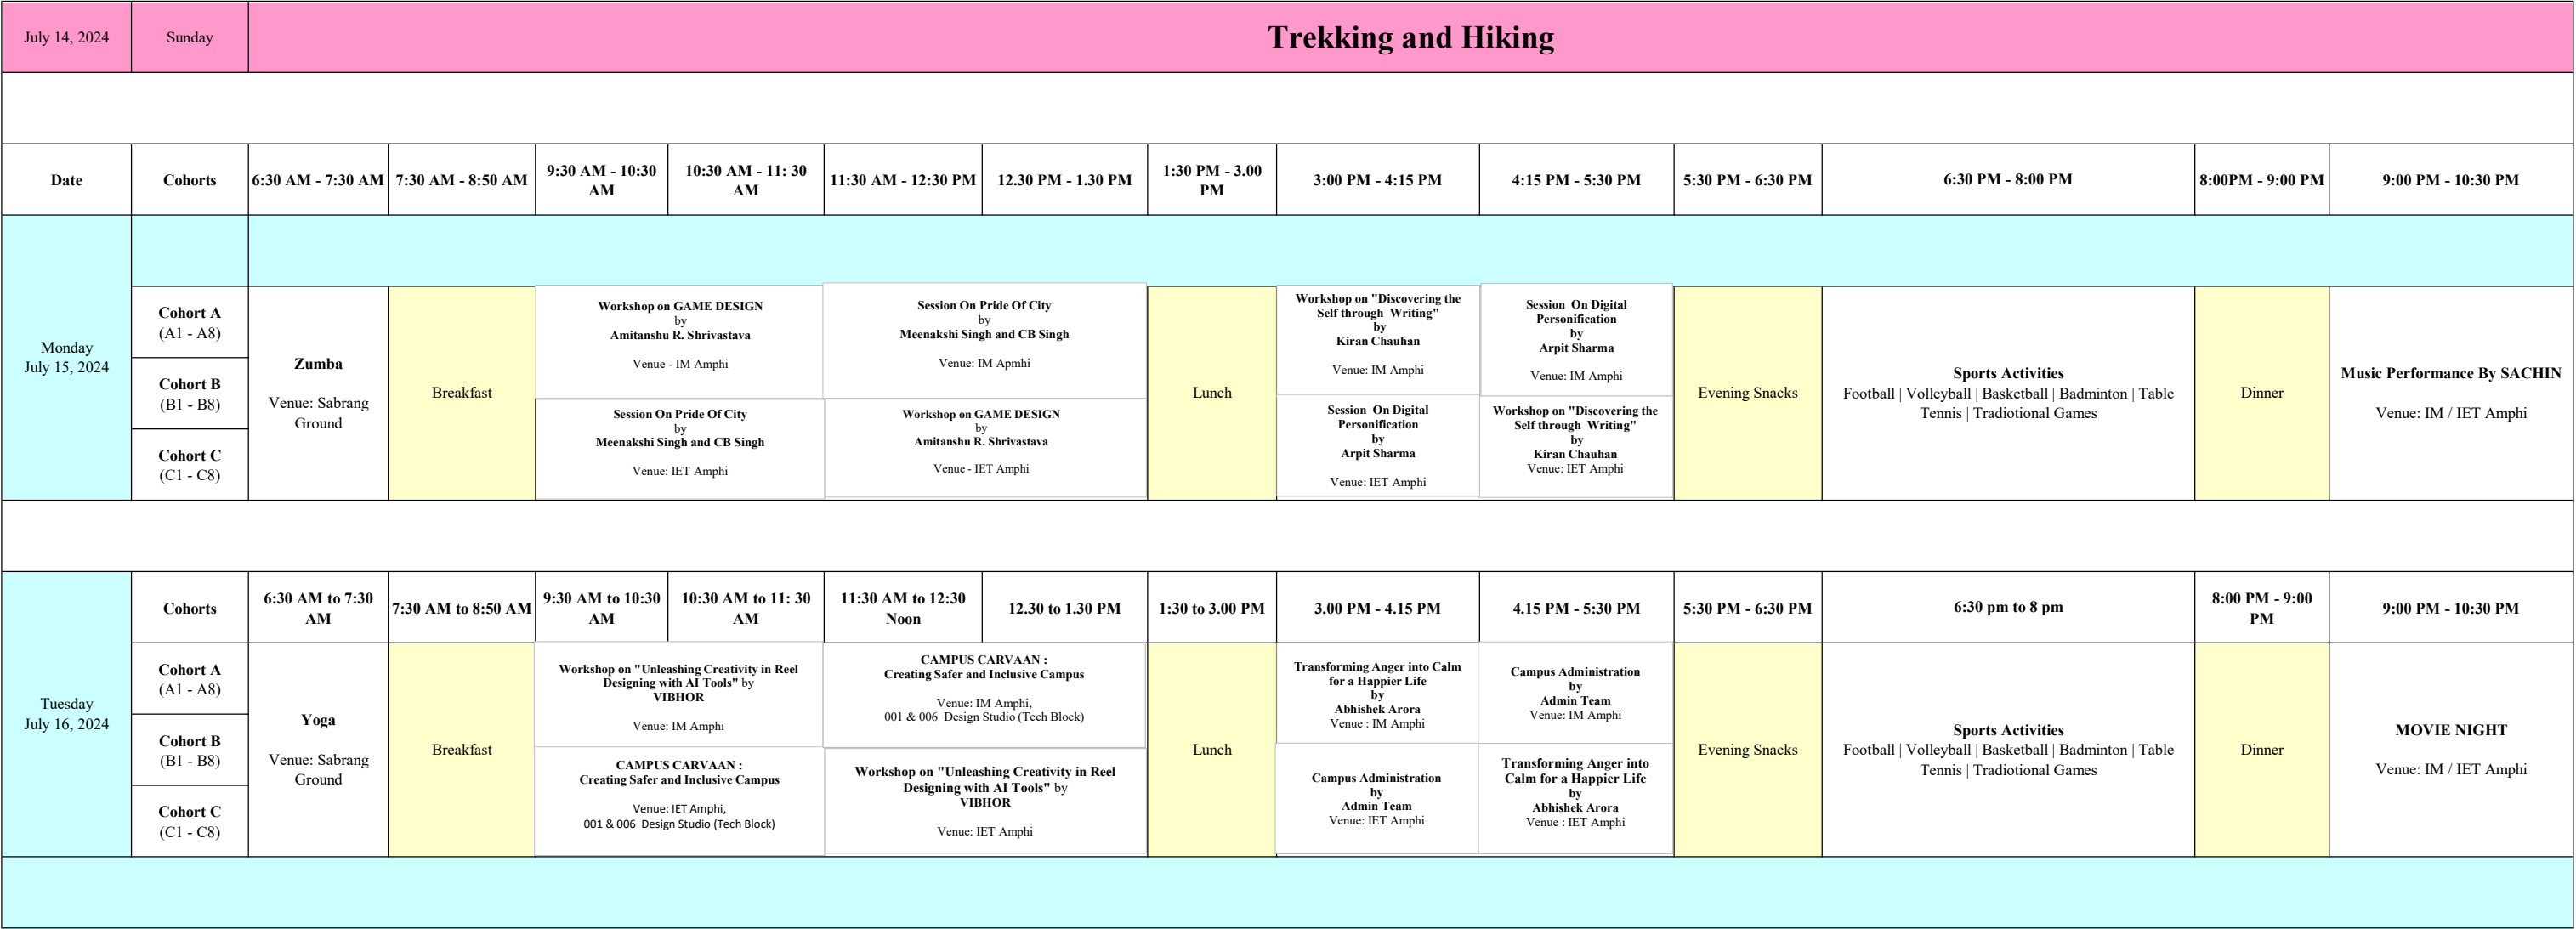 July 14, 2024
Sunday
Trekking and Hiking
Date
Cohorts
6:30 AM - 7:30 AM
7:30 AM - 8:50 AM
9:30 AM - 10:30
AM
10:30 AM - 11: 30
AM
11:30 AM - 12:30 PM
12.30 PM - 1.30 PM
1:30 PM - 3.00
PM
3:00 PM - 4:15 PM
4:15 PM - 5:30 PM
5:30 PM - 6:30 PM
6:30 PM - 8:00 PM
8:00PM - 9:00 PM
9:00 PM - 10:30 PM
Monday
July 15, 2024
Cohort A
(A1 - A8)
Cohort B
(B1 - B8)
Cohort C
(C1 - C8)
Zumba
Venue: Sabrang
Ground
Breakfast
Workshop on GAME DESIGN
by
Amitanshu R. Shrivastava
Venue - IM Amphi
Session On Pride Of City
by
Meenakshi Singh and CB Singh
Venue: IET Amphi
Session On Pride Of City
by
Meenakshi Singh and CB Singh
Venue: IM Apmhi
Workshop on GAME DESIGN
by
Amitanshu R. Shrivastava
Venue - IET Amphi
Lunch
Workshop on "Discovering the
Self through  Writing"
by
Kiran Chauhan
Venue: IM Amphi
Session  On Digital
Personification
by
Arpit Sharma
Venue: IET Amphi
Session  On Digital
Personification
by
Arpit Sharma
Venue: IM Amphi
Workshop on "Discovering the
Self through  Writing"
by
Kiran Chauhan
Venue: IET Amphi
Evening Snacks
Sports Activities
Football | Volleyball | Basketball | Badminton | Table
Tennis | Tradiotional Games
Dinner
Music Performance By SACHIN
Venue: IM / IET Amphi
Tuesday
July 16, 2024
Cohorts
6:30 AM to 7:30
AM
7:30 AM to 8:50 AM
9:30 AM to 10:30
AM
10:30 AM to 11: 30
AM
11:30 AM to 12:30
Noon
12.30 to 1.30 PM
1:30 to 3.00 PM
3.00 PM - 4.15 PM
4.15 PM - 5:30 PM
5:30 PM - 6:30 PM
6:30 pm to 8 pm
8:00 PM - 9:00
PM
9:00 PM - 10:30 PM
Cohort A
(A1 - A8)
Cohort B
(B1 - B8)
Cohort C
(C1 - C8)
Yoga
Venue: Sabrang
Ground
Breakfast
Workshop on "Unleashing Creativity in Reel
Designing with AI Tools" by
VIBHOR
Venue: IM Amphi
CAMPUS CARVAAN :
Creating Safer and Inclusive Campus
Venue: IET Amphi,
001 & 006  Design Studio (Tech Block)
CAMPUS CARVAAN :
Creating Safer and Inclusive Campus
Venue: IM Amphi,
001 & 006  Design Studio (Tech Block)
Workshop on "Unleashing Creativity in Reel
Designing with AI Tools" by
VIBHOR
Venue: IET Amphi
Lunch
Transforming Anger into Calm
for a Happier Life
by
Abhishek Arora
Venue : IM Amphi
Campus Administration
by
Admin Team
Venue: IET Amphi
Campus Administration
by
Admin Team
Venue: IM Amphi
Transforming Anger into
Calm for a Happier Life
by
Abhishek Arora
Venue : IET Amphi
Evening Snacks
Sports Activities
Football | Volleyball | Basketball | Badminton | Table
Tennis | Tradiotional Games
Dinner
MOVIE NIGHT
Venue: IM / IET Amphi